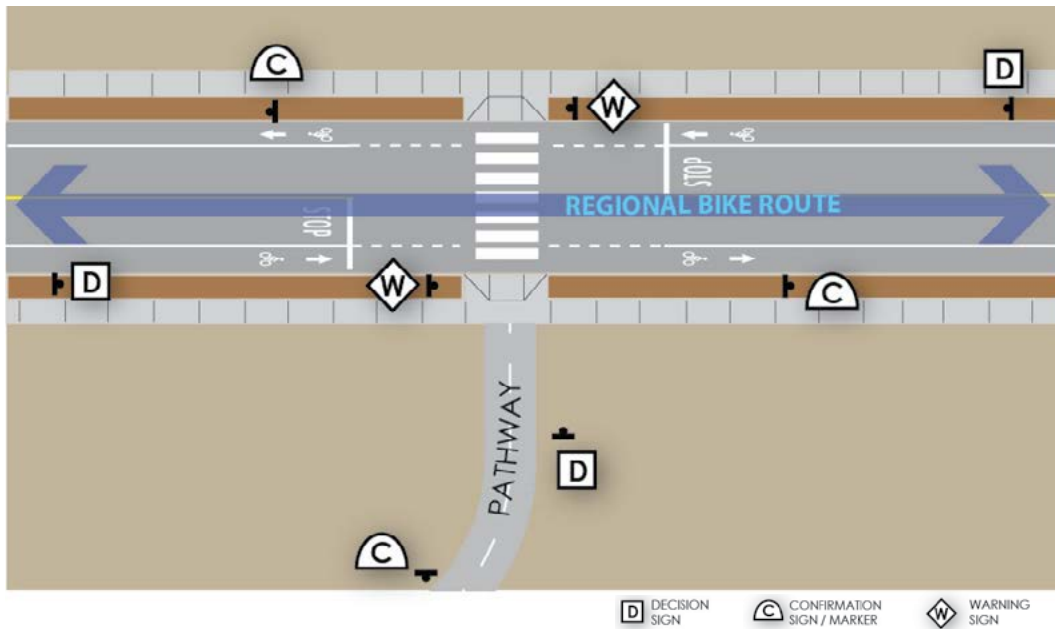 C
D
W
STOP
REGIONAL BIKE ROUTE
STOP
D
W
C
PATHWAY
D
C
D DECISION
SIGN
C CONFIRMATION
SIGN / MARKER
W WARNING
SIGN